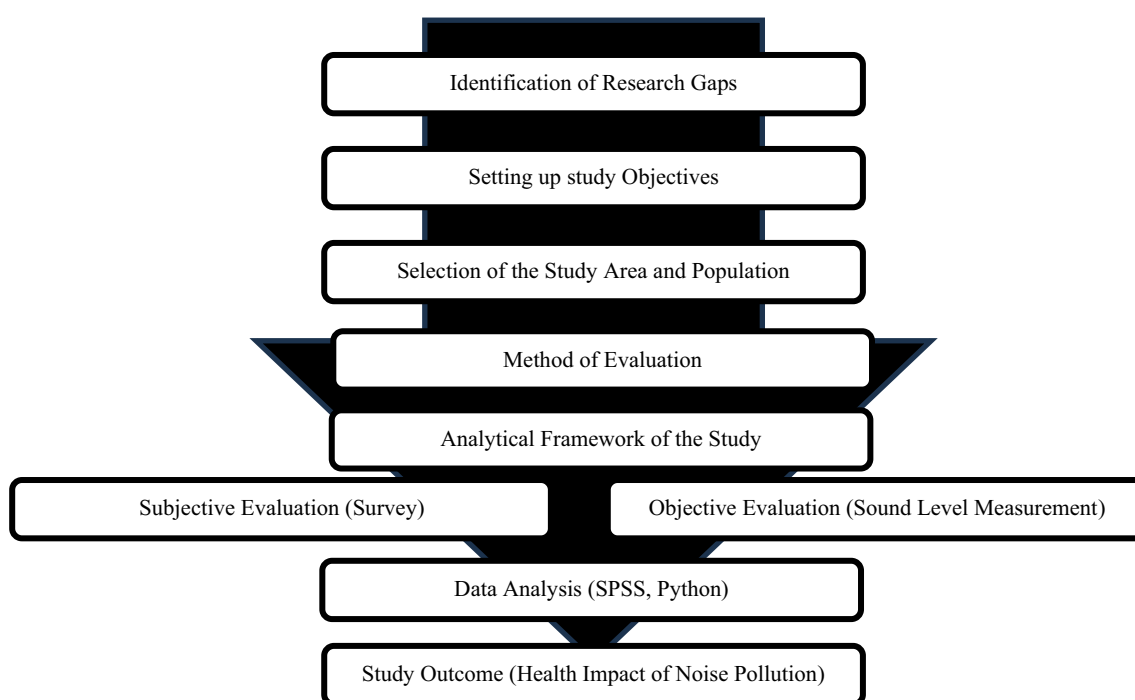 Identification of Research Gaps
Setting up study Objectives
Selection of the Study Area and Population
Method of Evaluation
Analytical Framework of the Study
Subjective Evaluation (Survey)
Objective Evaluation (Sound Level Measurement)
Data Analysis (SPSS, Python)
Study Outcome (Health Impact of Noise Pollution)